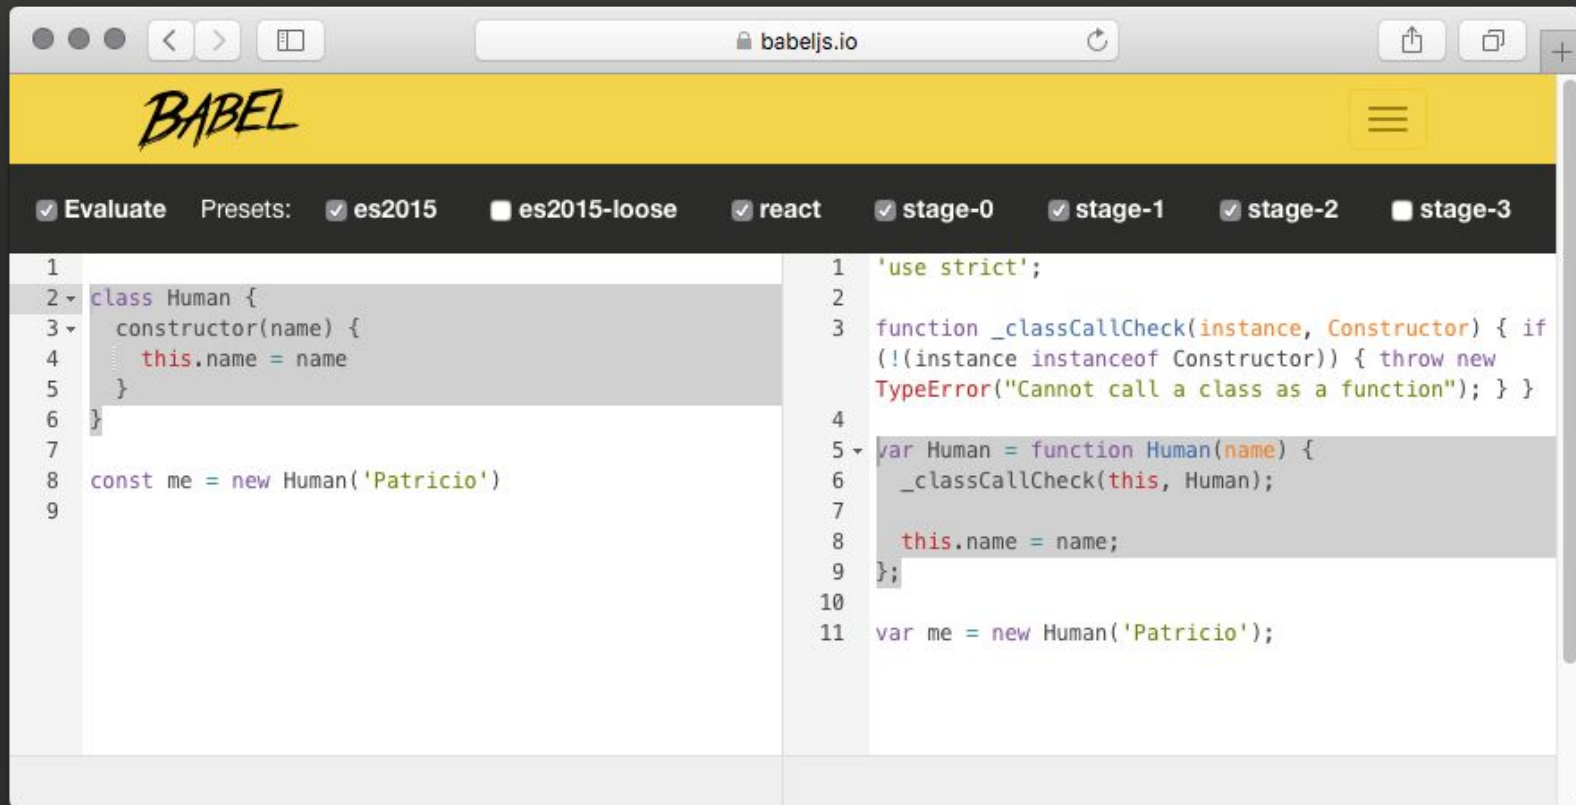 babeljs.io
BABEL
Evaluate Presets: es2015 es2015-loose react stage-0 stage-1 stage-2 stage-3
1
2 class Human {
3   constructor(name) {
4     this.name = name
5   }
6 }
7
8 const me = new Human('Patricio')
9
1 'use strict';
2
3 function _classCallCheck(instance, Constructor) { if
(!(instance instanceof Constructor)) { throw new
TypeError("Cannot call a class as a function"); } }
4
5 var Human = function Human(name) {
6   _classCallCheck(this, Human);
7
8   this.name = name;
9 };
10
11 var me = new Human('Patricio');